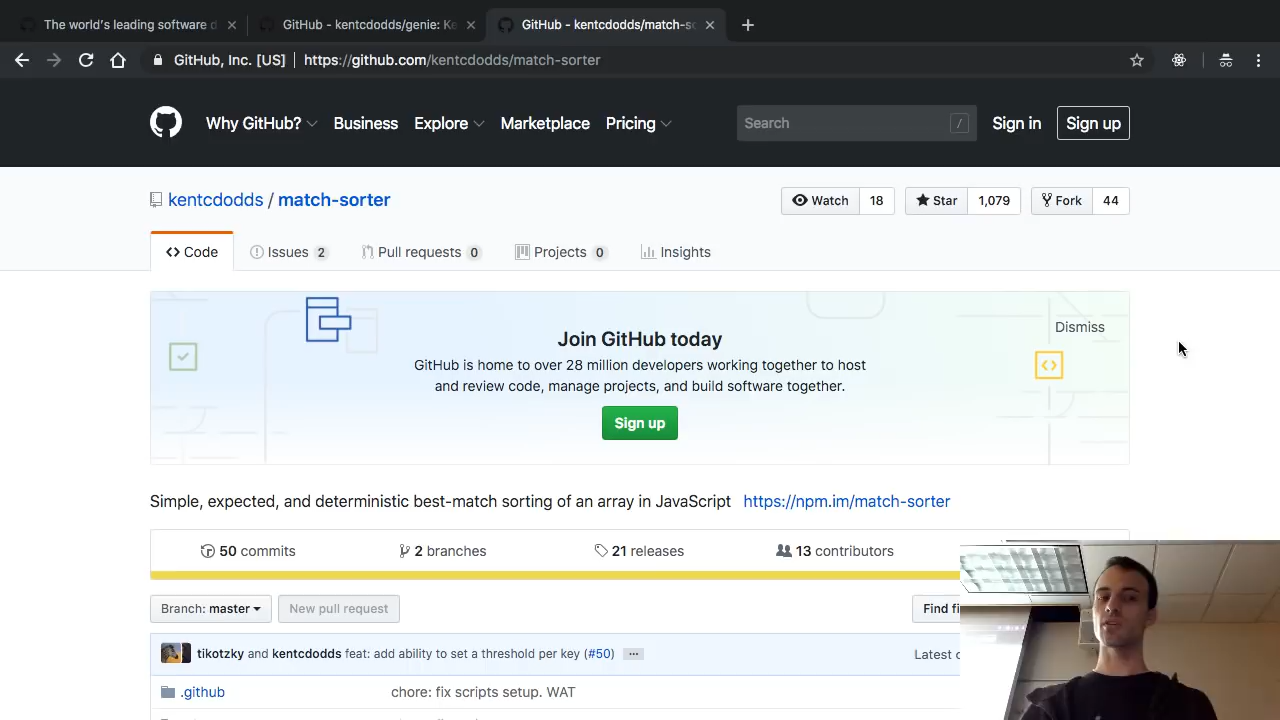 The world's leading software d
GitHub - kentcdodds/genie: Ke
GitHub - kentcdodds/match-so
GitHub, Inc. [US] | https://github.com/kentcdodds/match-sorter
Why GitHub? Business Explore Marketplace Pricing Search / Sign in Sign up
kentcdodds / match-sorter
Watch 18 Star 1,079 Fork 44
Code Issues 2 Pull requests 0 Projects 0 Insights
Join GitHub today
Dismiss
GitHub is home to over 28 million developers working together to host
and review code, manage projects, and build software together.
Sign up
Simple, expected, and deterministic best-match sorting of an array in JavaScript https://npm.im/match-sorter
50 commits 2 branches 21 releases 13 contributors
Branch: master New pull request Find fi
tikotzky and kentcdodds feat: add ability to set a threshold per key (#50) ... Latest c
.github chore: fix scripts setup. WAT